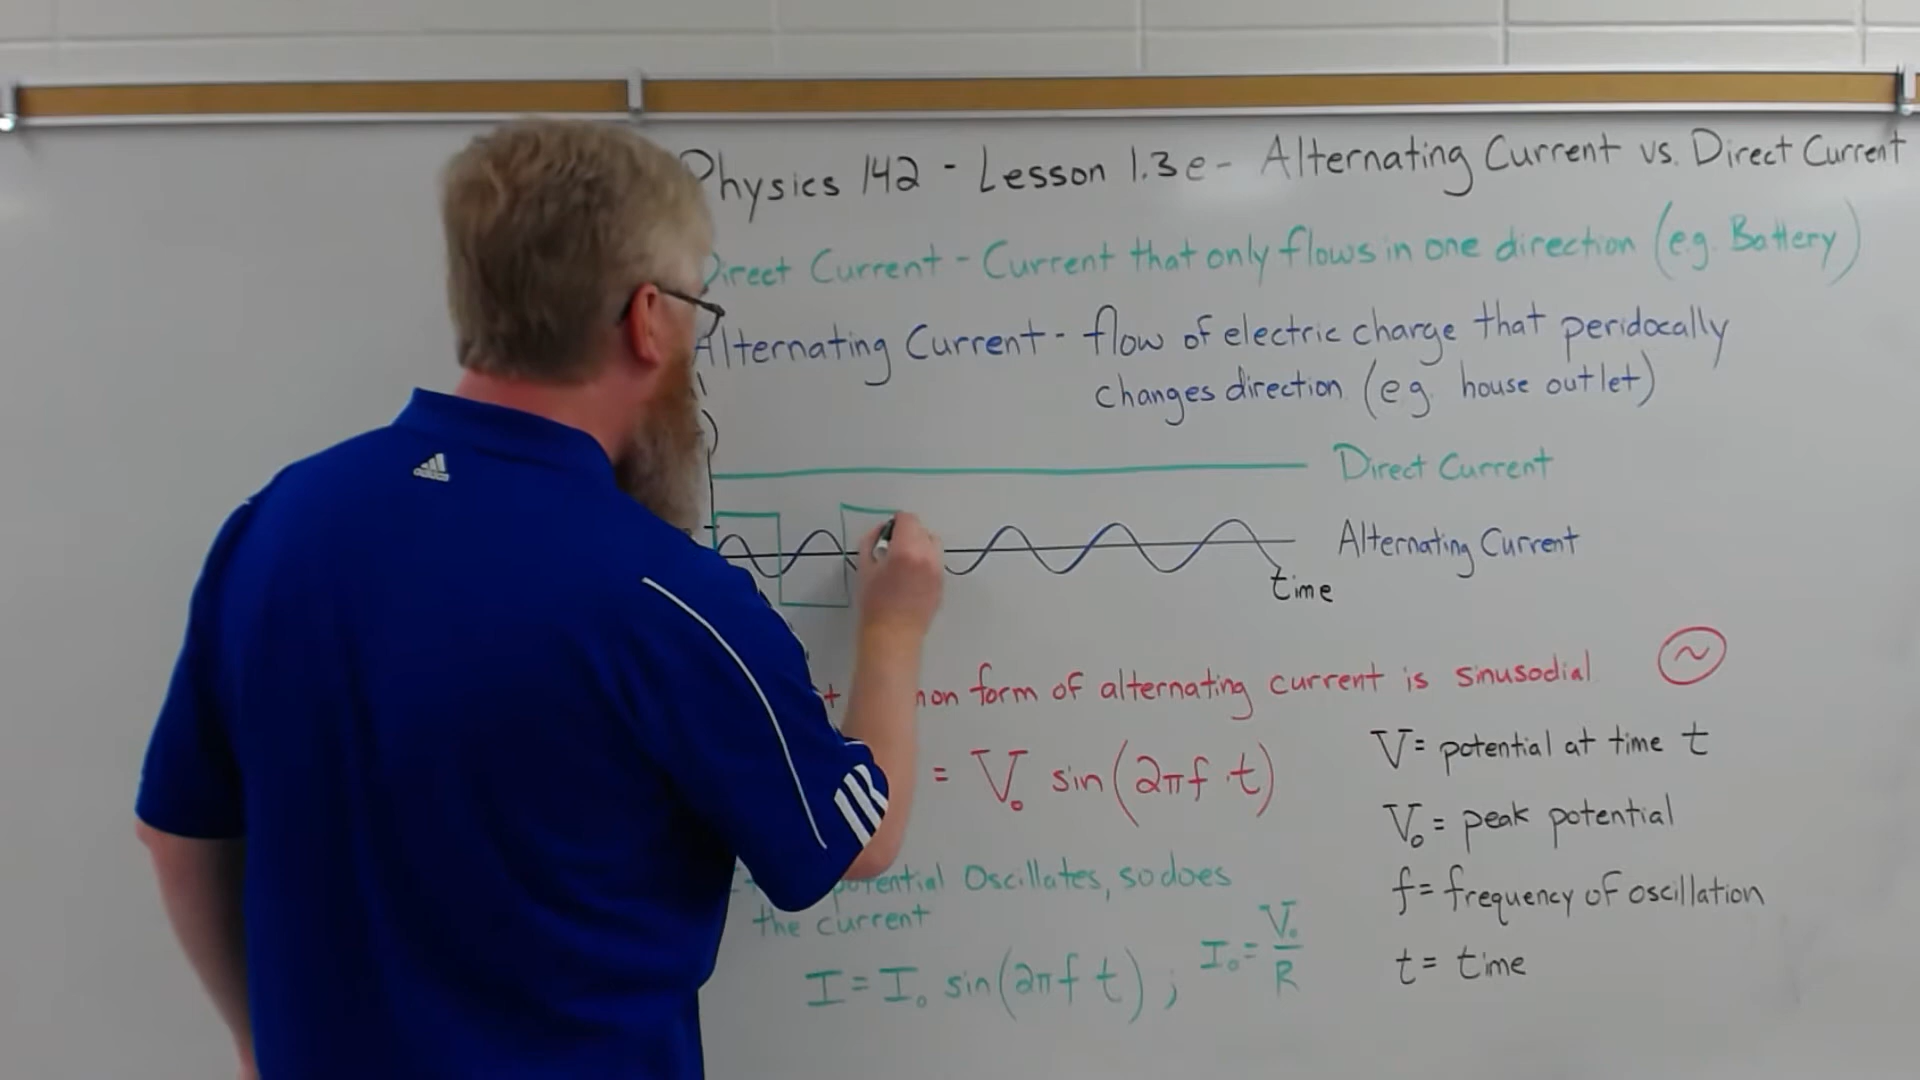 Physics 142 - Lesson 1.3e - Alternating Current vs. Direct Current
Direct Current - Current that only flows in one direction (e.g. Battery)
Alternating Current - flow of electric charge that peridocally
changes direction (e.g. house outlet)
Direct Current
Alternating Current
time
form of alternating current is sinusodial ~
= V₀ sin(2πf·t)
V = potential at time t
V₀ = peak potential
potential Oscillates, so does
the current
f = frequency of oscillation
I = I₀ sin(2πf t) ; I₀ = V₀/R
t = time